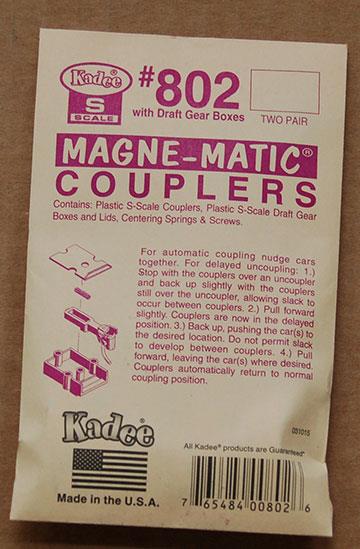 Kadee®
S
SCALE
#802
with Draft Gear Boxes
TWO PAIR
MAGNE-MATIC®
COUPLERS
Contains: Plastic S-Scale Couplers, Plastic S-Scale Draft Gear
Boxes and Lids, Centering Springs & Screws.
For automatic coupling nudge cars
together. For delayed uncoupling: 1.)
Stop with the couplers over an uncoupler
and back up slightly with the couplers
still over the uncoupler, allowing slack to
occur between couplers. 2.) Pull forward
slightly. Couplers are now in the delayed
position. 3.) Back up, pushing the car(s) to
the desired location. Do not permit slack
to develop between couplers. 4.) Pull
forward, leaving the car(s) where desired.
Couplers automatically return to normal
coupling position.
031015
Kadee®
Made in the U.S.A.
All Kadee® products are Guaranteed
7 65484 00802 6